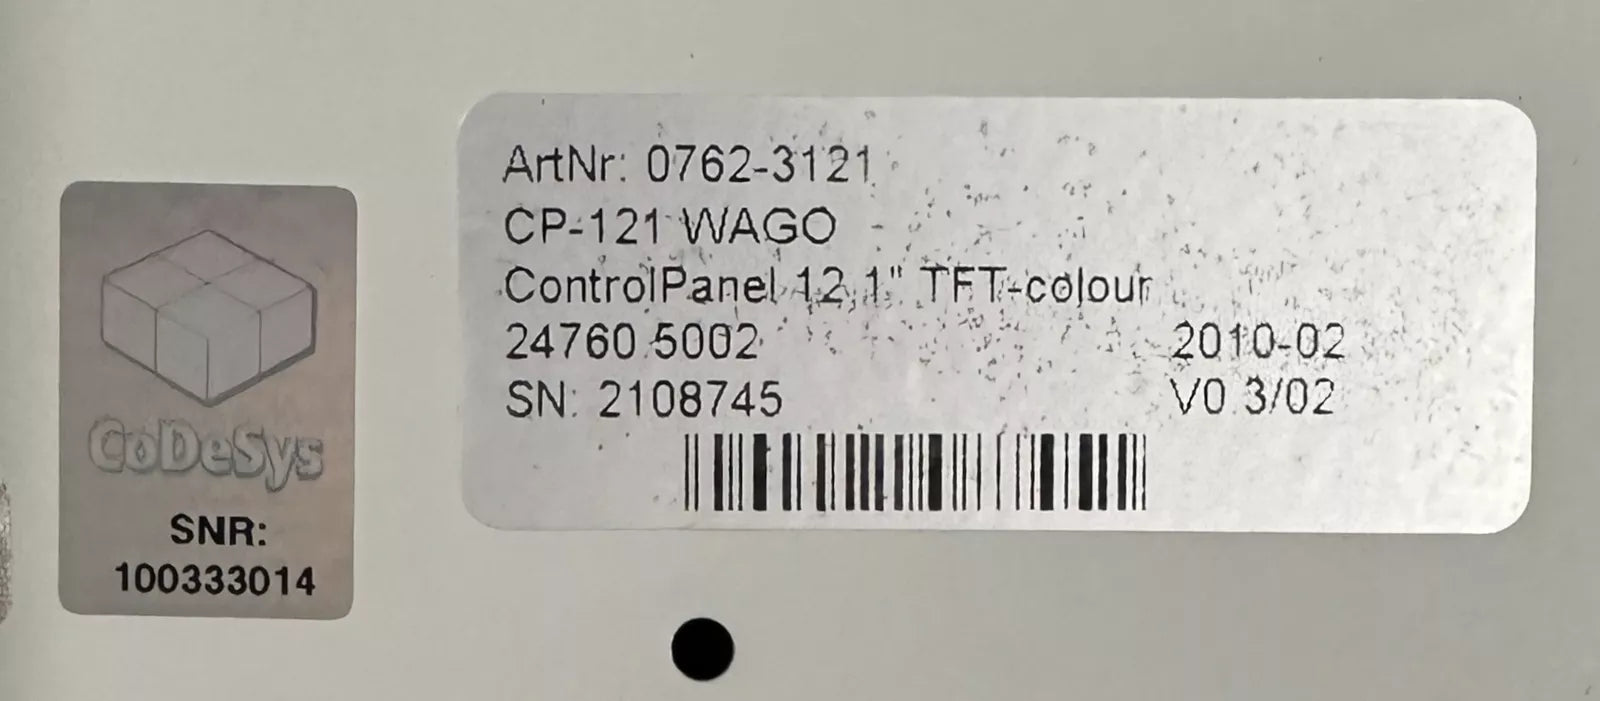 CoDeSys
SNR:
100333014
ArtNr: 0762-3121
CP-121 WAGO
ControlPanel 12,1" TFT-colour
24760.5002 2010-02
SN: 2108745 V0.3/02